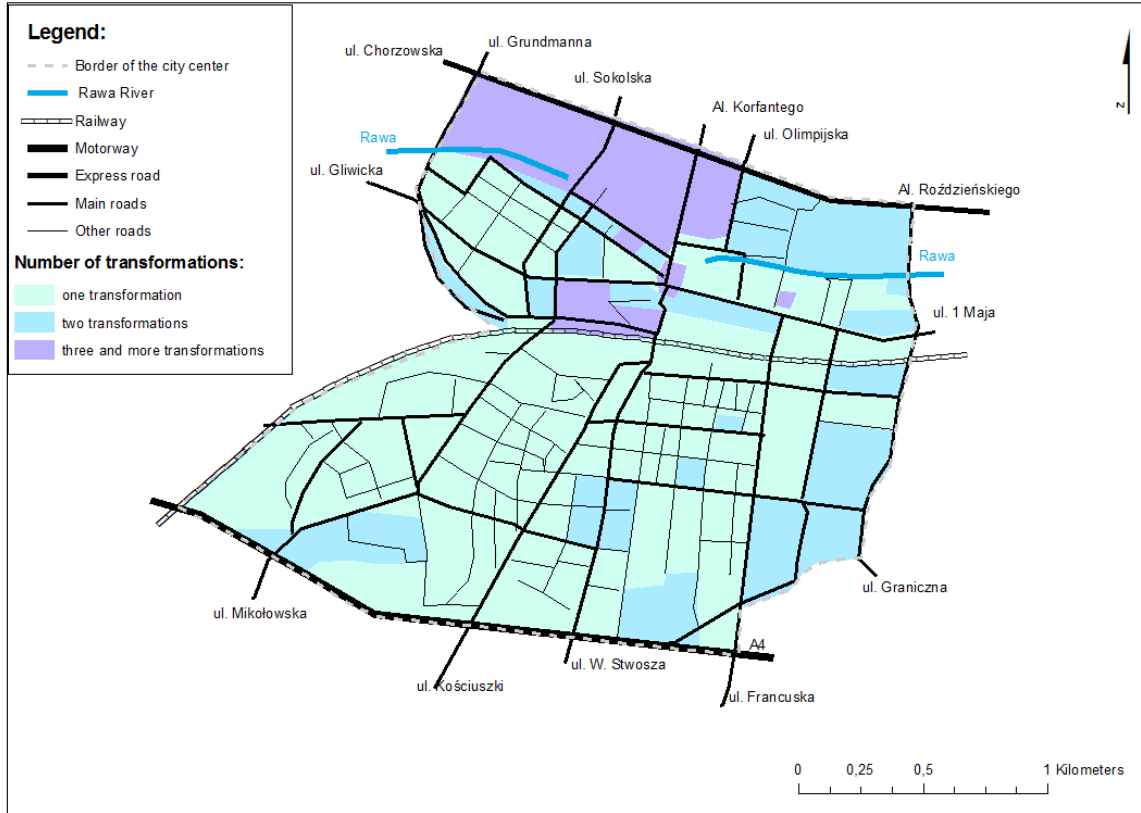 Legend:
Border of the city center
Rawa River
Railway
Motorway
Express road
Main roads
Other roads
Number of transformations:
one transformation
two transformations
three and more transformations
ul. Grundmanna
ul. Chorzowska
ul. Sokolska
Al. Korfantego
ul. Olimpijska
Rawa
ul. Gliwicka
Al. Roździeńskiego
Rawa
ul. 1 Maja
ul. Graniczna
ul. Mikołowska
A4
ul. W. Stwosza
ul. Kościuszki
ul. Francuska
N
0 0,25 0,5 1 Kilometers